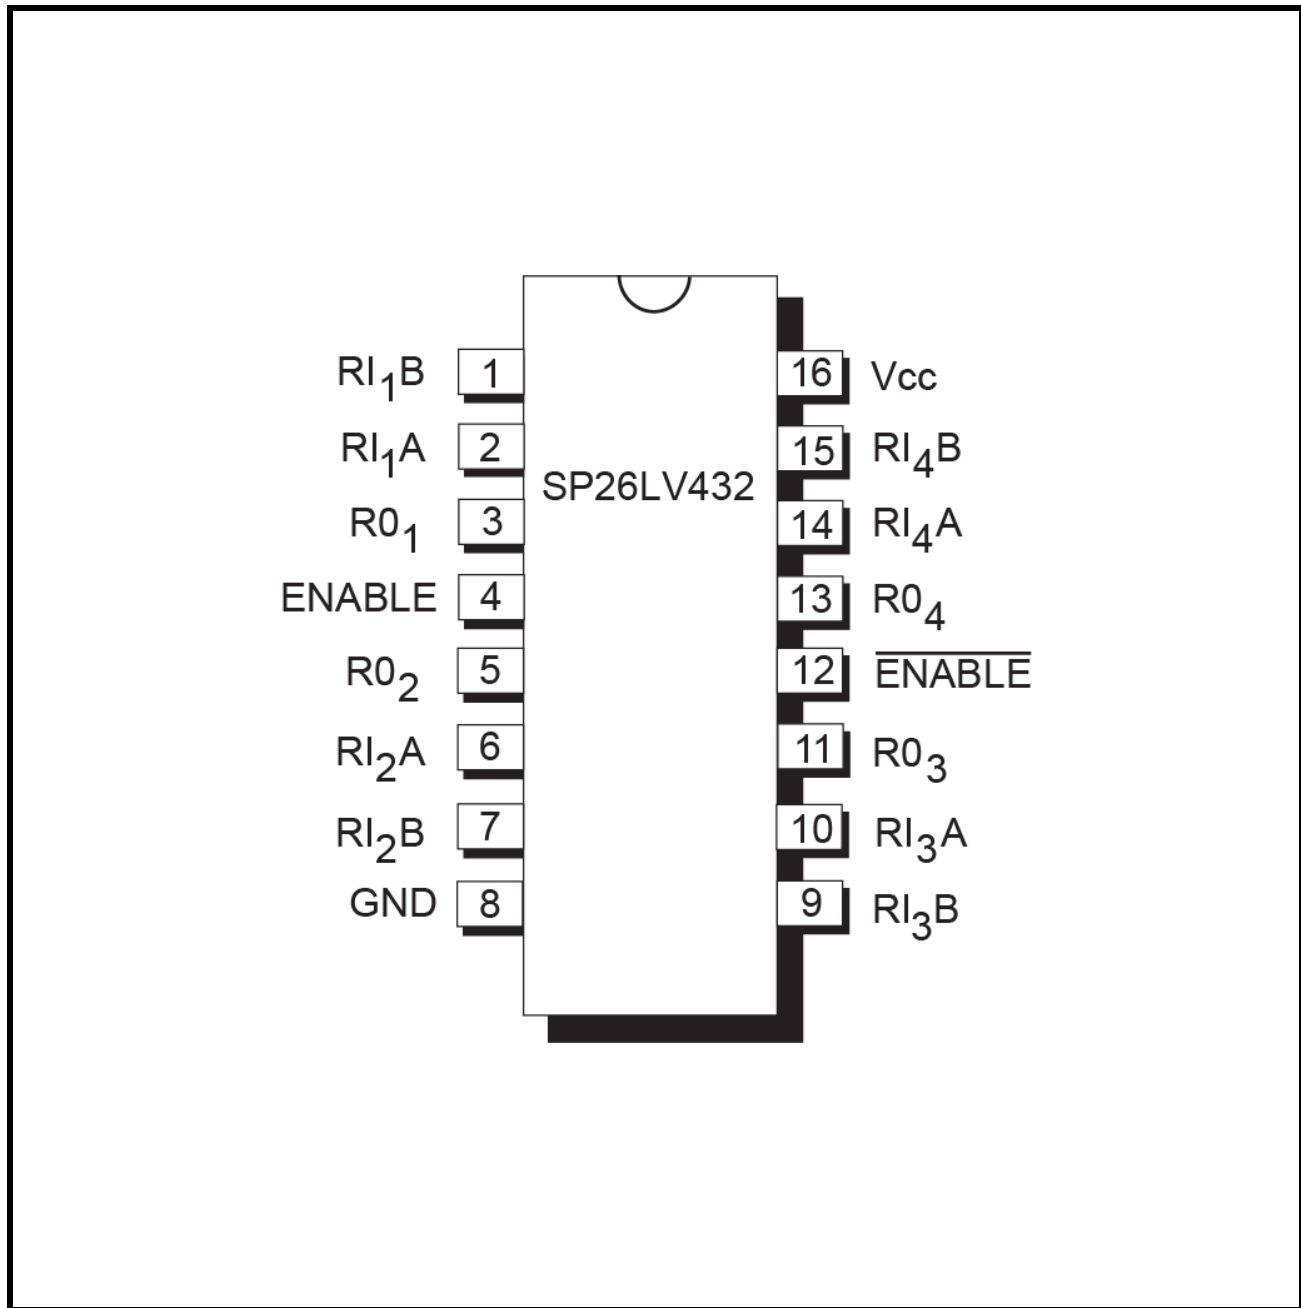 RI1B 1 16 Vcc
RI1A 2 15 RI4B
SP26LV432
R01 3 14 RI4A
ENABLE 4 13 R04
R02 5 12 E̅N̅A̅B̅L̅E̅
RI2A 6 11 R03
RI2B 7 10 RI3A
GND 8 9 RI3B